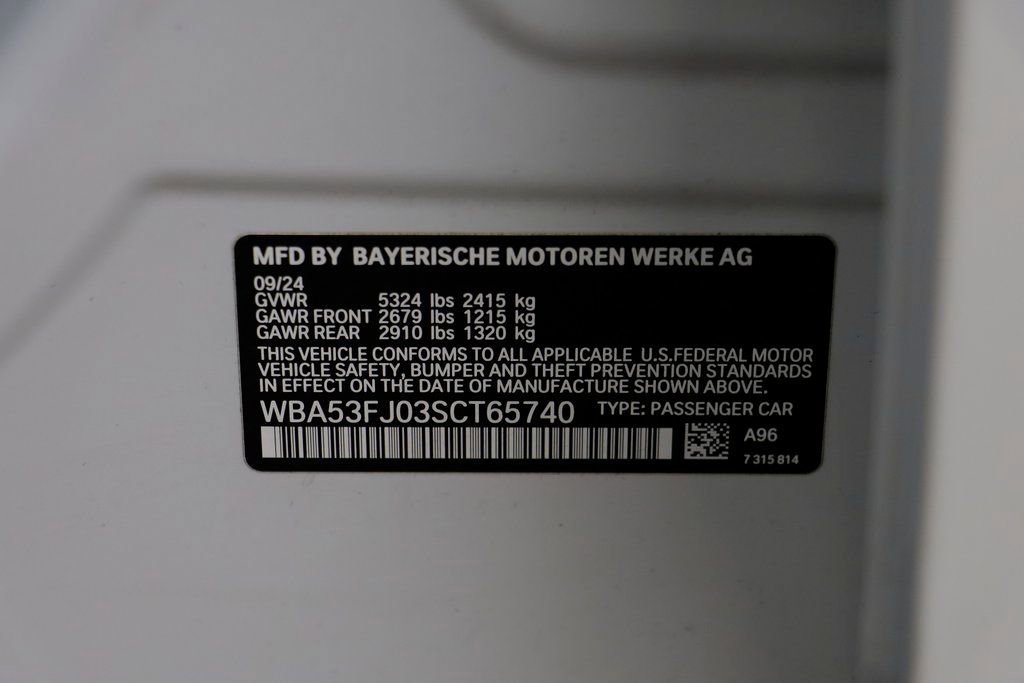 MFD BY BAYERISCHE MOTOREN WERKE AG
09/24
GVWR 5324 lbs 2415 kg
GAWR FRONT 2679 lbs 1215 kg
GAWR REAR 2910 lbs 1320 kg
THIS VEHICLE CONFORMS TO ALL APPLICABLE U.S.FEDERAL MOTOR
VEHICLE SAFETY, BUMPER AND THEFT PREVENTION STANDARDS
IN EFFECT ON THE DATE OF MANUFACTURE SHOWN ABOVE.
WBA53FJ03SCT65740 TYPE: PASSENGER CAR
A96
7 315 814